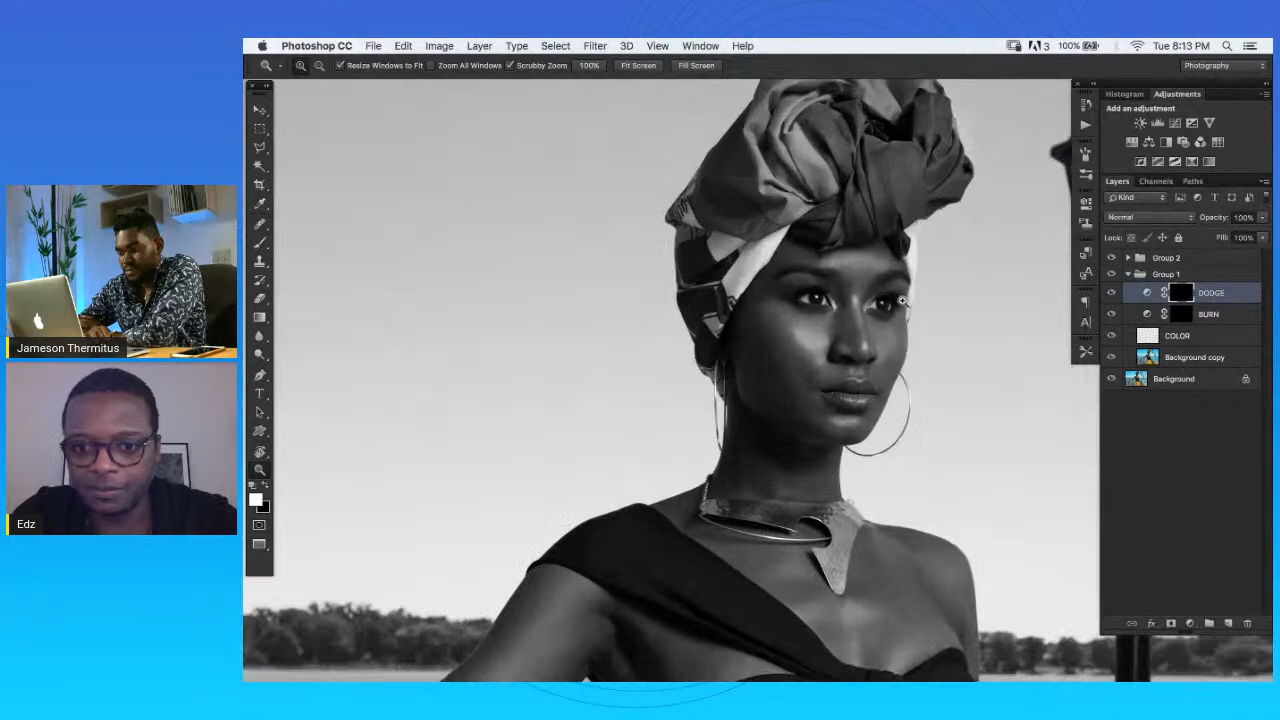 Photoshop CC File Edit Image Layer Type Select Filter 3D View Window Help 3 100% Tue 8:13 PM
Resize Windows to Fit Zoom All Windows Scrubby Zoom 100% Fit Screen Fill Screen Photography
Histogram Adjustments
Add an adjustment
Layers Channels Paths
Kind
Normal Opacity: 100%
Lock: Fill: 100%
Group 2
Group 1
DODGE
BURN
COLOR
Background copy
Background
Jameson Thermitus
Edz